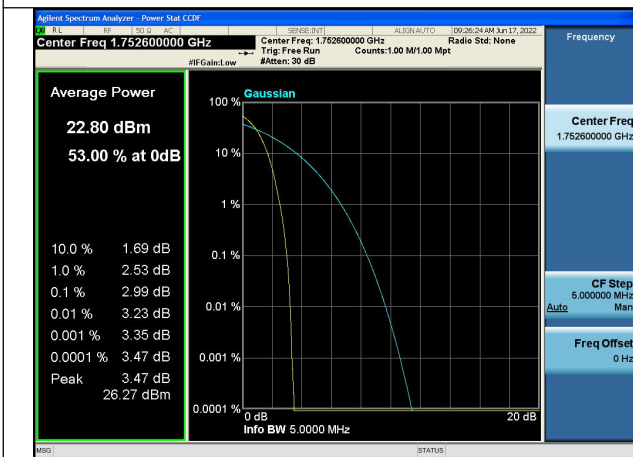 Agilent Spectrum Analyzer - Power Stat CCDF
RL RF 50 Ω AC SENSE:INT ALIGN AUTO 09:26:24 AM Jun 17, 2022
Center Freq 1.752600000 GHz
Center Freq: 1.752600000 GHz Radio Std: None
Trig: Free Run Counts:1.00 M/1.00 Mpt
#IFGain:Low #Atten: 30 dB
Frequency
Average Power
22.80 dBm
53.00 % at 0dB
10.0 % 1.69 dB
1.0 % 2.53 dB
0.1 % 2.99 dB
0.01 % 3.23 dB
0.001 % 3.35 dB
0.0001 % 3.47 dB
Peak 3.47 dB
26.27 dBm
Gaussian
100 %
10 %
1 %
0.1 %
0.01 %
0.001 %
0.0001 %
0 dB 20 dB
Info BW 5.0000 MHz
Center Freq
1.752600000 GHz
CF Step
5.000000 MHz
Auto Man
Freq Offset
0 Hz
MSG STATUS